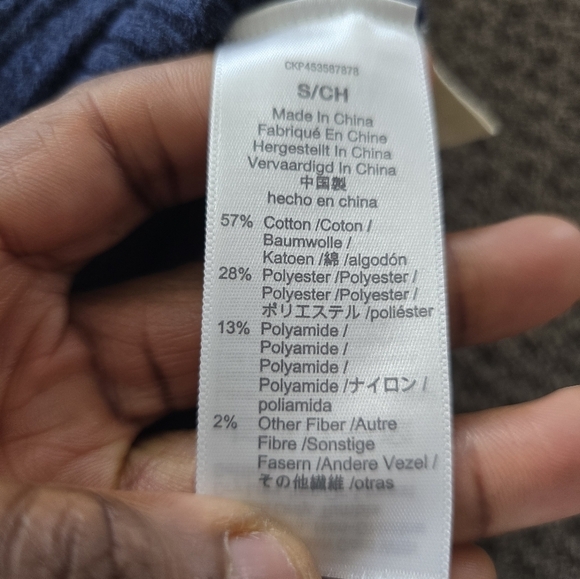 CKP453587878
S/CH
Made In China
Fabriqué En Chine
Hergestellt In China
Vervaardigd In China
中国製
hecho en china
57% Cotton /Coton /
Baumwolle /
Katoen /綿 /algodón
28% Polyester /Polyester /
Polyester /Polyester /
ポリエステル /poliéster
13% Polyamide /
Polyamide /
Polyamide /
Polyamide /ナイロン /
poliamida
2% Other Fiber /Autre
Fibre /Sonstige
Fasern /Andere Vezel /
その他繊維 /otras